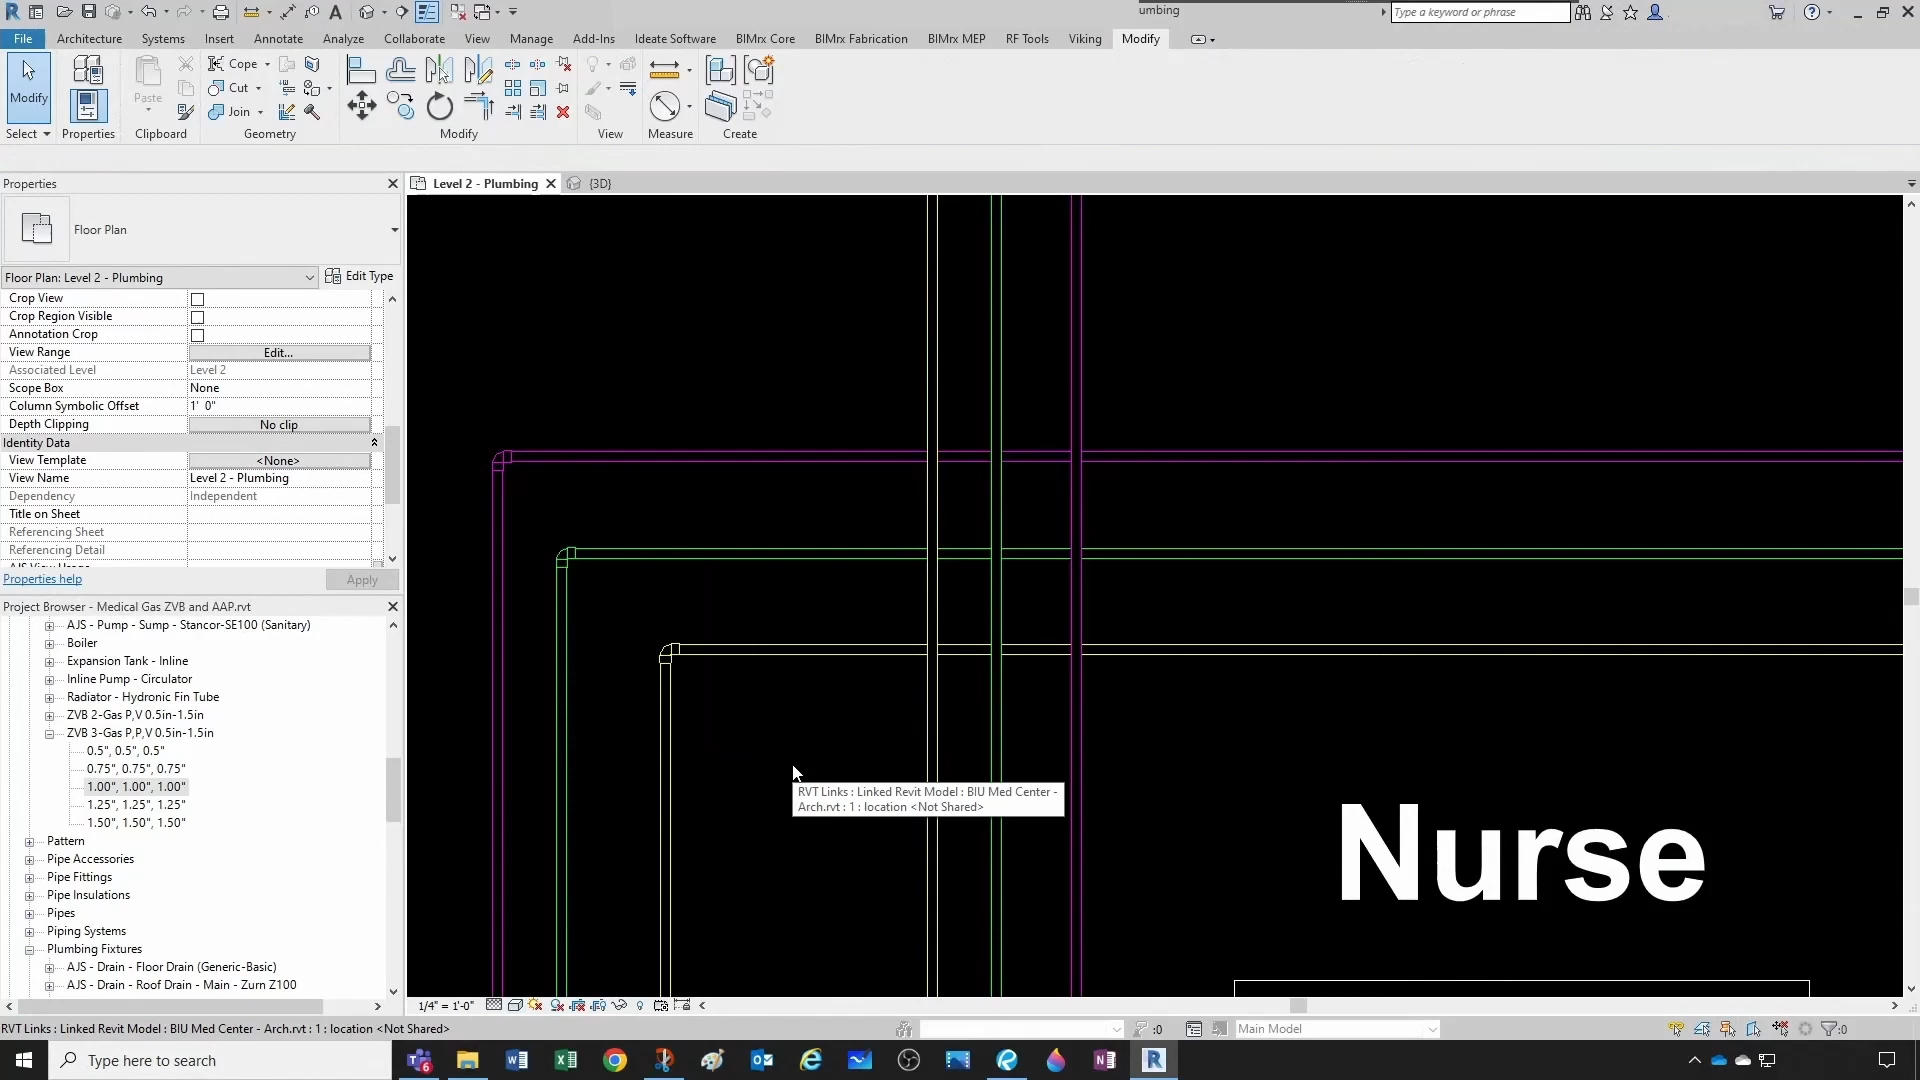 umbing
Type a keyword or phrase
File
Architecture
Systems
Insert
Annotate
Analyze
Collaborate
View
Manage
Add-Ins
Ideate Software
BIMrx Core
BIMrx Fabrication
BIMrx MEP
RF Tools
Viking
Modify
Modify
Paste
Cope
Cut
Join
Select
Properties
Clipboard
Geometry
Modify
View
Measure
Create
Properties
Floor Plan
Floor Plan: Level 2 - Plumbing
Edit Type
Crop View
Crop Region Visible
Annotation Crop
View Range Edit...
Associated Level Level 2
Scope Box None
Column Symbolic Offset 1' 0"
Depth Clipping No clip
Identity Data
View Template <None>
View Name Level 2 - Plumbing
Dependency Independent
Title on Sheet
Referencing Sheet
Referencing Detail
Properties help
Apply
Project Browser - Medical Gas ZVB and AAP.rvt
AJS - Pump - Sump - Stancor-SE100 (Sanitary)
Boiler
Expansion Tank - Inline
Inline Pump - Circulator
Radiator - Hydronic Fin Tube
ZVB 2-Gas P,V 0.5in-1.5in
ZVB 3-Gas P,P,V 0.5in-1.5in
0.5", 0.5", 0.5"
0.75", 0.75", 0.75"
1.00", 1.00", 1.00"
1.25", 1.25", 1.25"
1.50", 1.50", 1.50"
Pattern
Pipe Accessories
Pipe Fittings
Pipe Insulations
Pipes
Piping Systems
Plumbing Fixtures
AJS - Drain - Floor Drain (Generic-Basic)
AJS - Drain - Roof Drain - Main - Zurn Z100
Level 2 - Plumbing
{3D}
RVT Links : Linked Revit Model : BIU Med Center -
Arch.rvt : 1 : location <Not Shared>
Nurse
1/4" = 1'-0"
RVT Links : Linked Revit Model : BIU Med Center - Arch.rvt : 1 : location <Not Shared>
:0
Main Model
:0
Type here to search
6